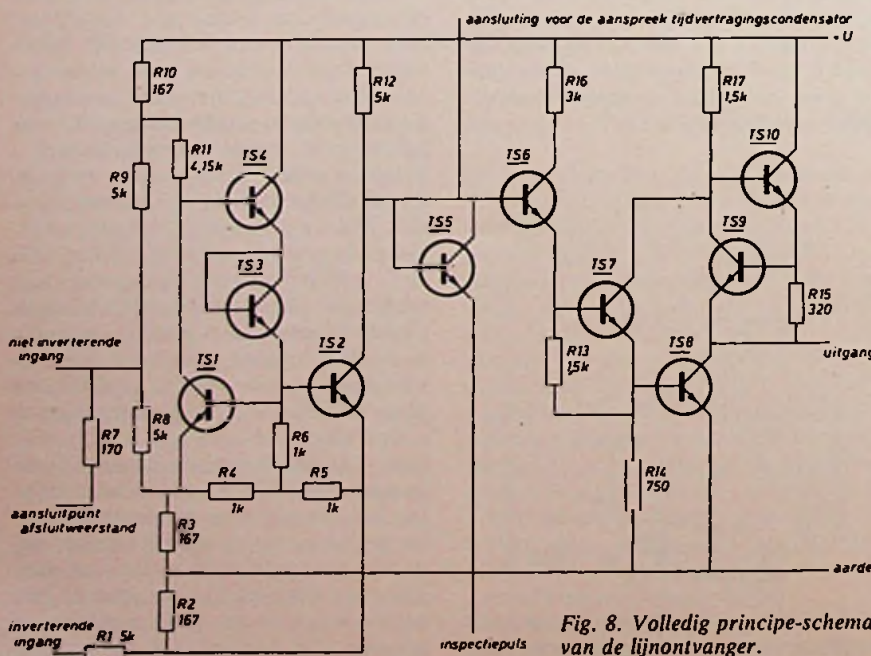 aansluiting voor de aanspreek tijdvertragingscondensator
+U
R10
167
R12
5k
R16
3k
R17
1,5k
R11
4,15k
R9
5k
TS4
TS6
TS10
TS5
TS9
TS3
TS7
R15
320
niet inverterende
ingang
TS1
TS2
TS8
uitgang
R13
1,5k
R8
5k
R7
170
R6
1k
R4
1k
R5
1k
R14
750
aansluitpunt
afsluitweerstand
R3
167
aarde
R2
167
inverterende
ingang
R1 5k
inspectiepuls
Fig. 8. Volledig principe-schema
van de lijnontvanger.